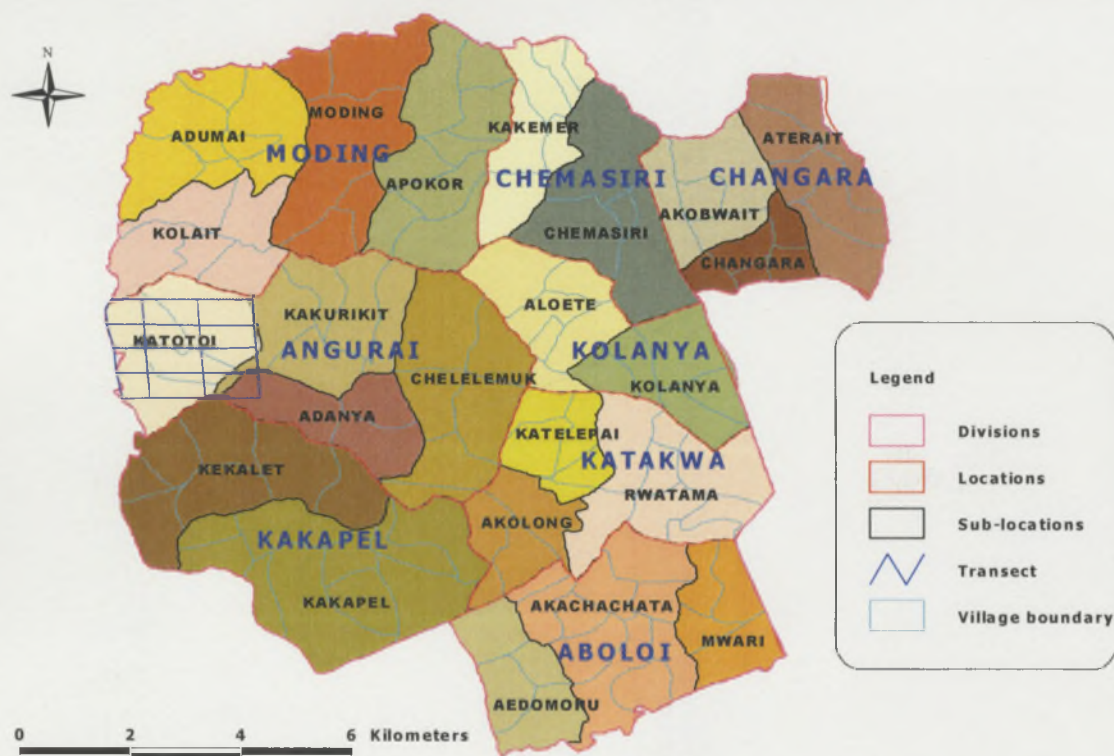 N
MODING
KAKEMER
ATERAIT
ADUMAI
MODING
APOKOR
CHEMASIRI
CHANGARA
AKOBWAIT
KOLAIT
CHEMASIRI
CHANGARA
KAKURIKIT
ALOETE
KATOTOI
ANGURAI
KOLANYA
CHELELEMUK
KOLANYA
ADANYA
KATELEPAI
KATAKWA
KEKALET
RWATAMA
AKOLONG
KAKAPEL
KAKAPEL
AKACHACHATA
MWARI
ABOLOI
AEDOMORU
Legend
Divisions
Locations
Sub-locations
Transect
Village boundary
0 2 4 6 Kilometers